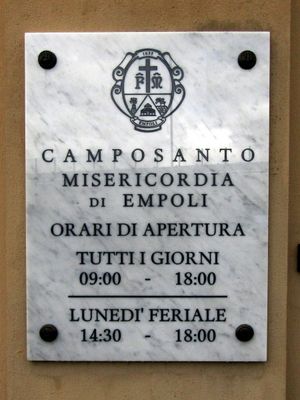 CAMPOSANTO
MISERICORDIA
DI EMPOLI
ORARI DI APERTURA
TUTTI I GIORNI
09:00 - 18:00
LUNEDI' FERIALE
14:30 - 18:00